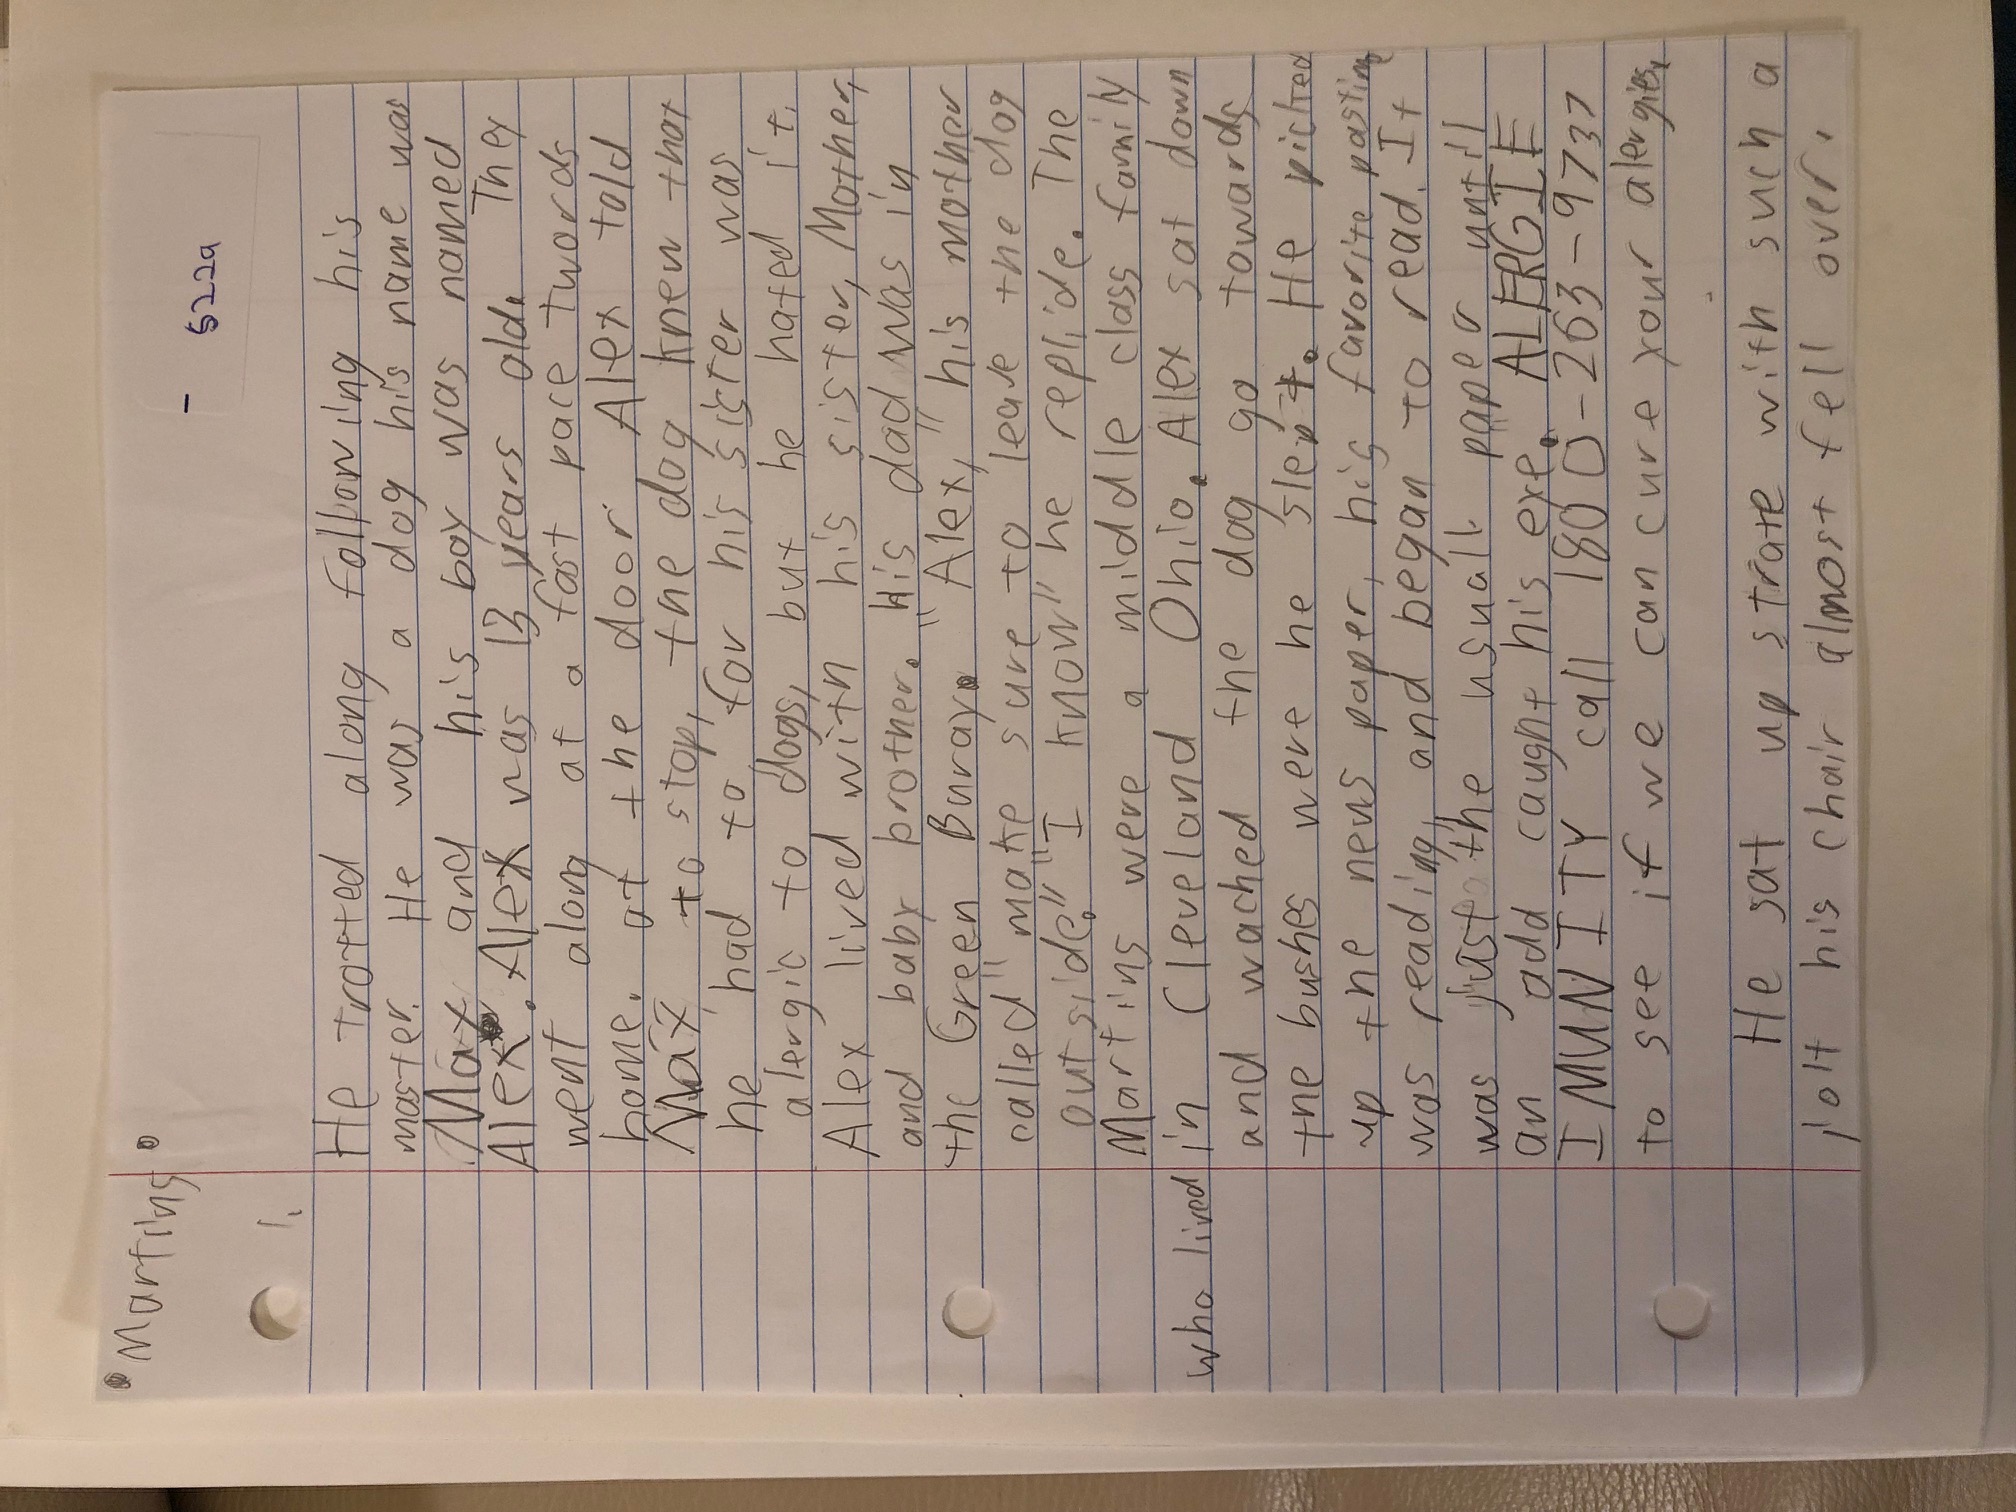 Martins
522a
1.
He trotted along following his
master. He was a dog his name was
Max and his boy was named
Alex. Alex was 13 years old. They
went along at a fast pace twords
home. at the door Alex told
Max to stop, the dog knew that
he had to for his sister was
alergic to dogs, but he hated it.
Alex lived with his sister, Mother,
and baby brother. His dad was in
the Green Buray. "Alex," his mother
called" make sure to leave the dog
outside." "I know" he replide. The
Martins were a middle class family
who lived in Cleveland Ohio. Alex sat down
and wached the dog go towards
the bushes were he slept. He picked
up the news paper, his favorite pastime
was reading, and began to read. It
was just the usuall paper untill
an add caught his eye. "ALERGIE
IMUNITY call 1800-263-9737
to see if we can cure your alergies.
He sat up strate with such a
jolt his chair almost fell over.